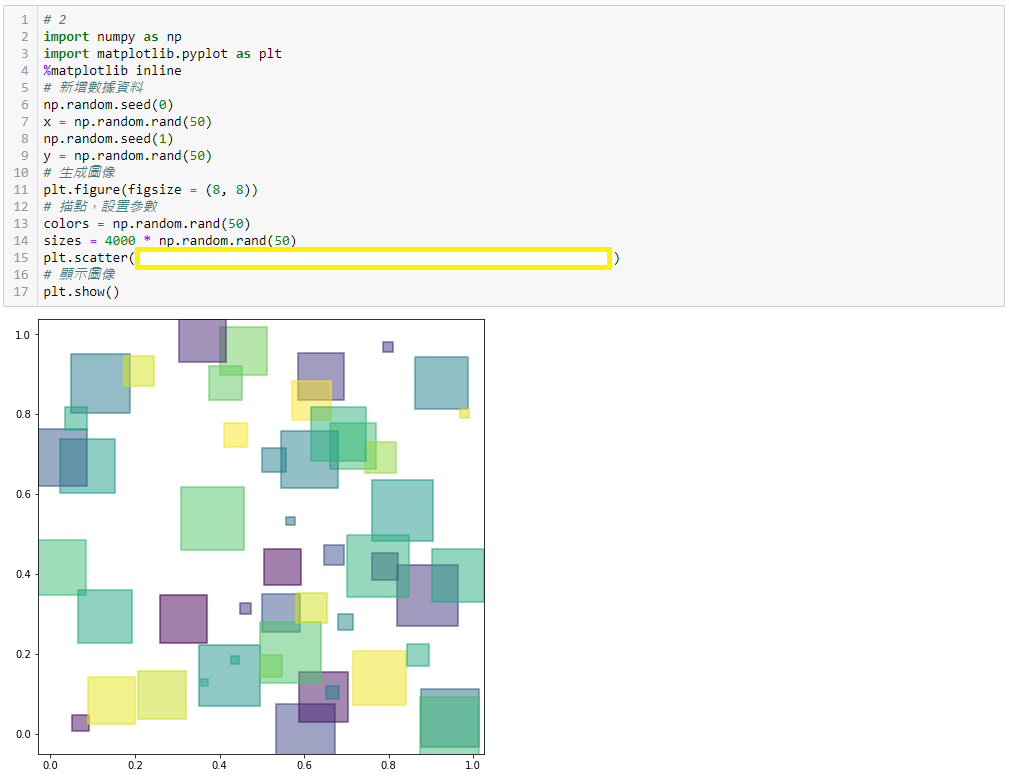 1 # 2
2 import numpy as np
3 import matplotlib.pyplot as plt
4 %matplotlib inline
5 # 新增數據資料
6 np.random.seed(0)
7 x = np.random.rand(50)
8 np.random.seed(1)
9 y = np.random.rand(50)
10 # 生成圖像
11 plt.figure(figsize = (8, 8))
12 # 描點，設置參數
13 colors = np.random.rand(50)
14 sizes = 4000 * np.random.rand(50)
15 plt.scatter( )
16 # 顯示圖像
17 plt.show()
1.0
0.8
0.6
0.4
0.2
0.0
0.0 0.2 0.4 0.6 0.8 1.0